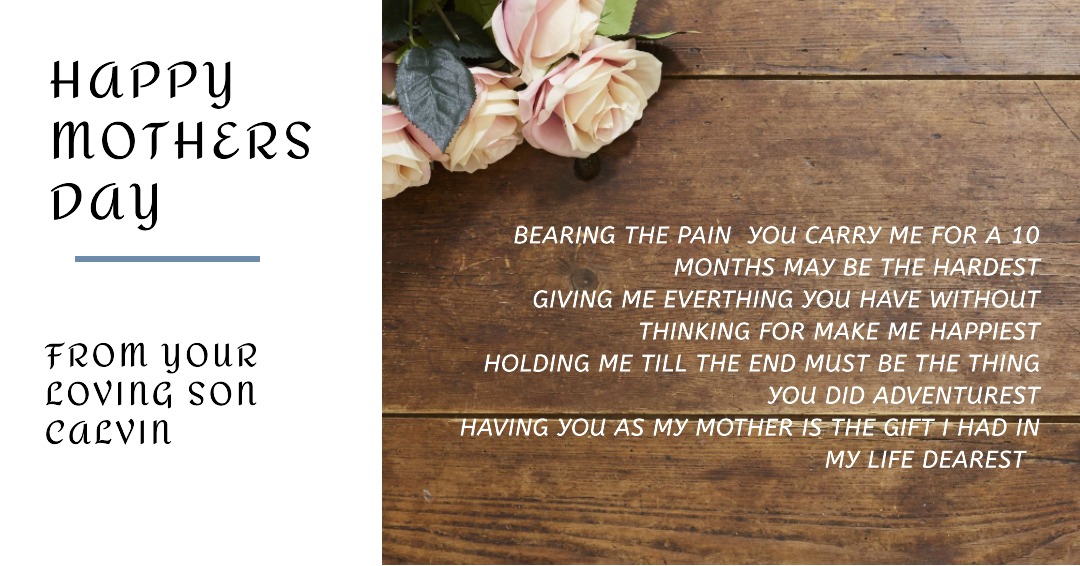 HAPPY
MOTHERS
DAY
FROM YOUR
LOVING SON
CALVIN
BEARING THE PAIN  YOU CARRY ME FOR A 10
MONTHS MAY BE THE HARDEST
GIVING ME EVERTHING YOU HAVE WITHOUT
THINKING FOR MAKE ME HAPPIEST
HOLDING ME TILL THE END MUST BE THE THING
YOU DID ADVENTUREST
HAVING YOU AS MY MOTHER IS THE GIFT I HAD IN
MY LIFE DEAREST